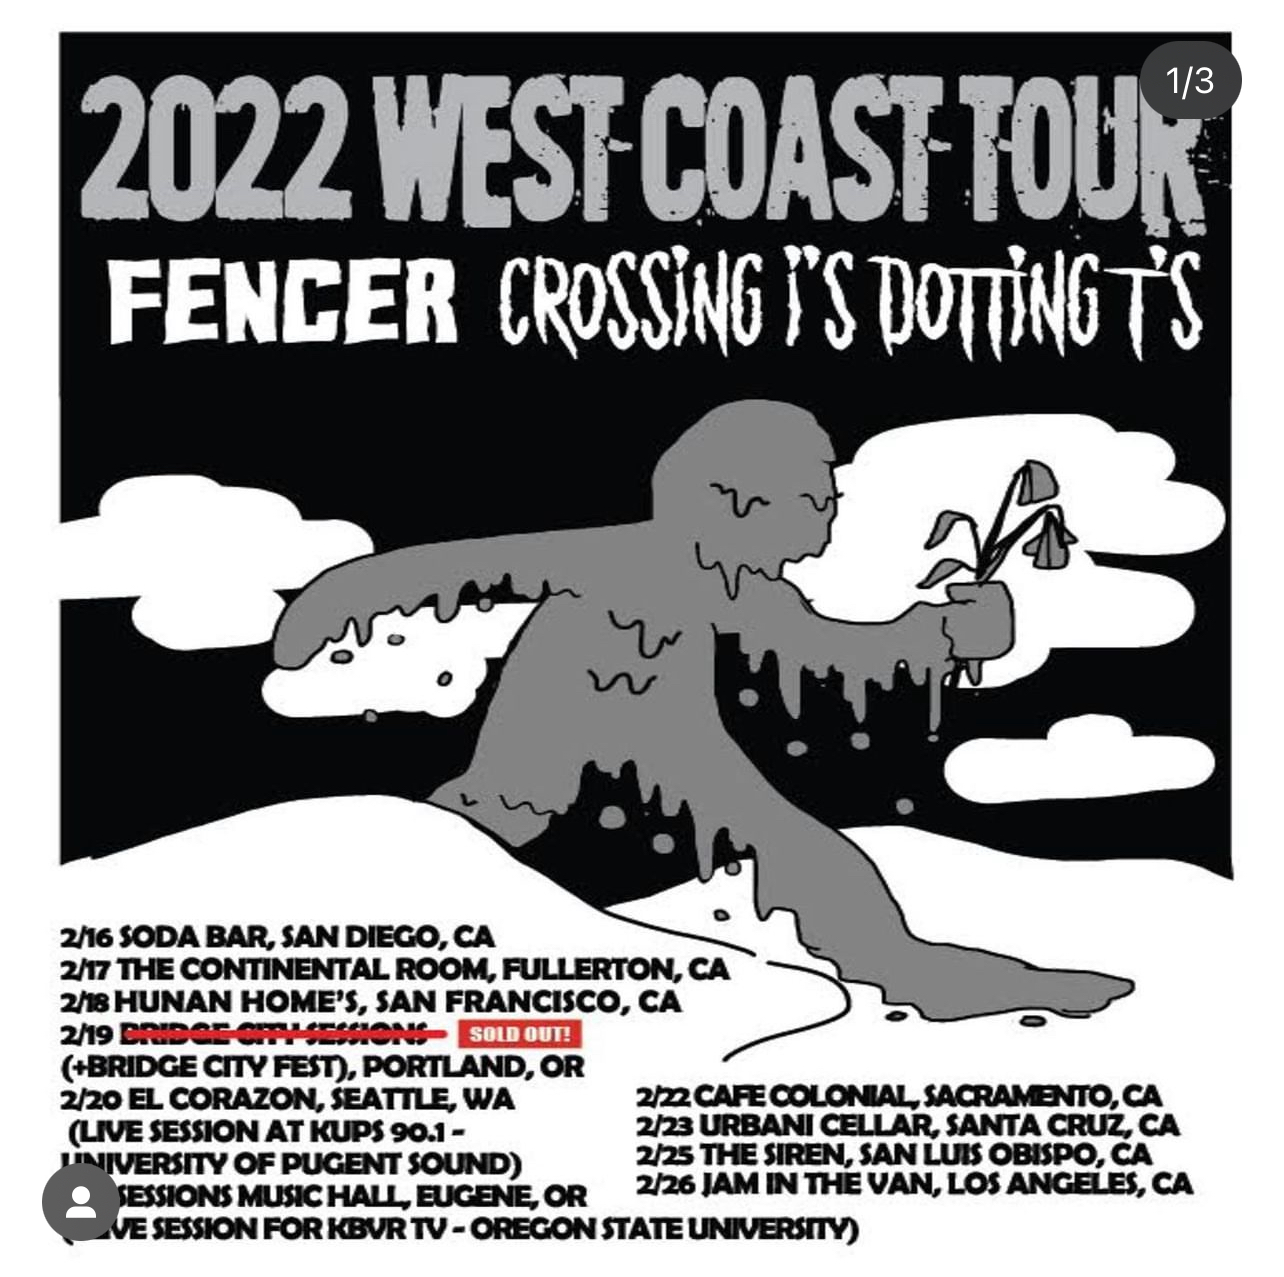 1/3
2022 WEST COAST TOUR
FENCER CROSSING I'S DOTTING T'S
2/16 SODA BAR, SAN DIEGO, CA
2/17 THE CONTINENTAL ROOM, FULLERTON, CA
2/18 HUNAN HOME'S, SAN FRANCISCO, CA
2/19 BRIDGE CITY SESSIONS SOLD OUT!
(+BRIDGE CITY FEST), PORTLAND, OR
2/20 EL CORAZON, SEATTLE, WA
(LIVE SESSION AT KUPS 90.1 -
UNIVERSITY OF PUGENT SOUND)
SESSIONS MUSIC HALL, EUGENE, OR
(LIVE SESSION FOR KBVR TV - OREGON STATE UNIVERSITY)
2/22 CAFE COLONIAL, SACRAMENTO, CA
2/23 URBANI CELLAR, SANTA CRUZ, CA
2/25 THE SIREN, SAN LUIS OBISPO, CA
2/26 JAM IN THE VAN, LOS ANGELES, CA